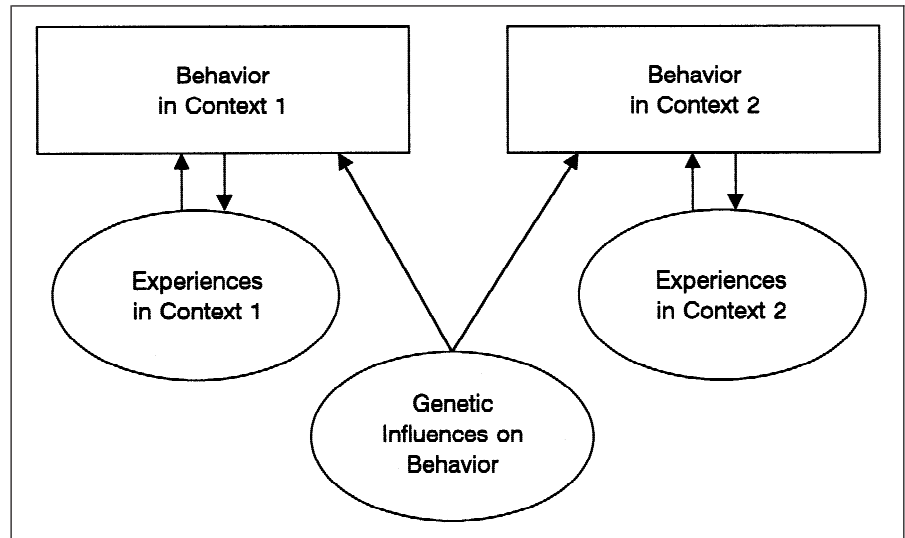 Behavior
in Context 1
Behavior
in Context 2
Experiences
in Context 1
Experiences
in Context 2
Genetic
Influences on
Behavior